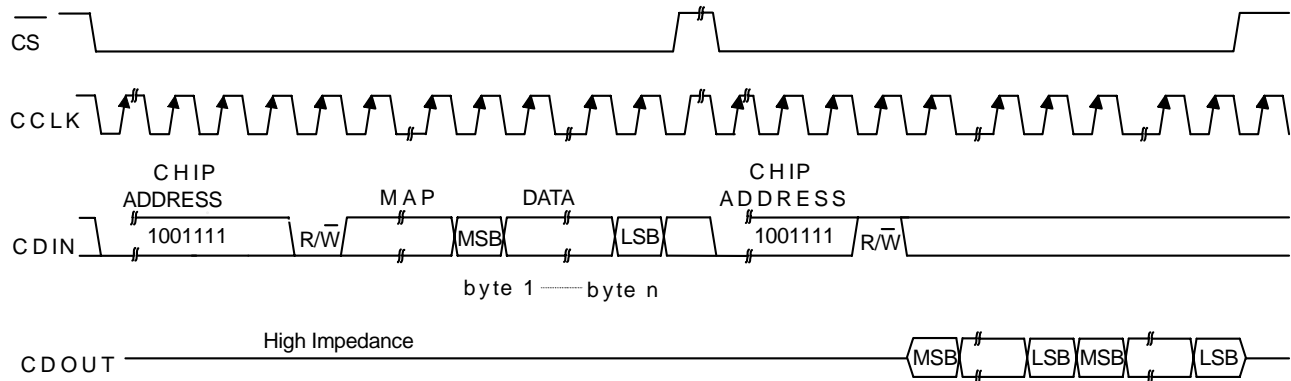 CS
CCLK
CHIP
ADDRESS
MAP
DATA
CHIP
ADDRESS
CDIN
1001111
R/W
MSB
LSB
1001111
R/W
byte 1
byte n
High Impedance
CDOUT
MSB
LSB
MSB
LSB